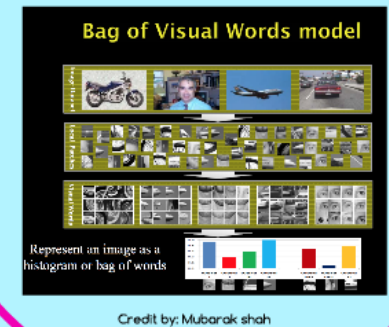 Bag of Visual Words model
Represent an image as a
histogram or bag of words
Credit by: Mubarak shah